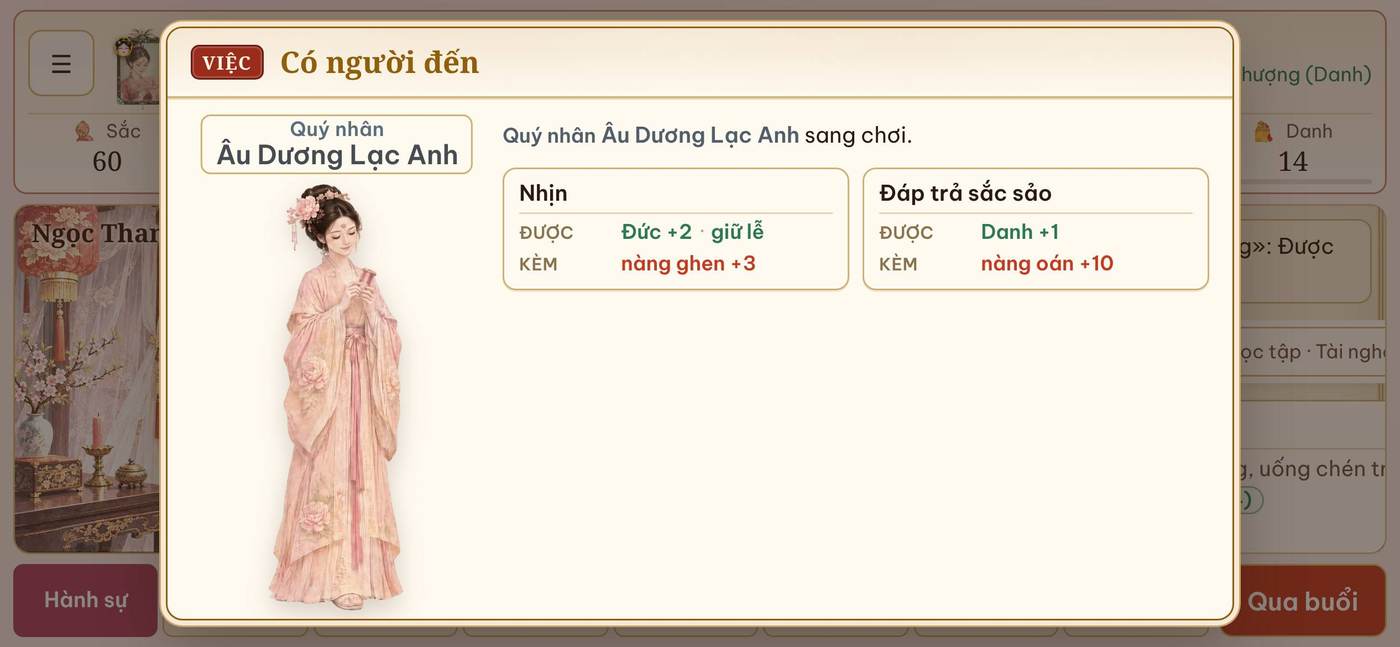 VIỆC Có người đến
hượng (Danh)
Sắc
60
Danh
14
Quý nhân
Âu Dương Lạc Anh
Quý nhân Âu Dương Lạc Anh sang chơi.
Nhịn
ĐƯỢC Đức +2 · giữ lễ
KÈM nàng ghen +3
Đáp trả sắc sảo
ĐƯỢC Danh +1
KÈM nàng oán +10
Ngọc Than
g»: Được
ọc tập · Tài ngh
g, uống chén tr
Hành sự
Qua buổi